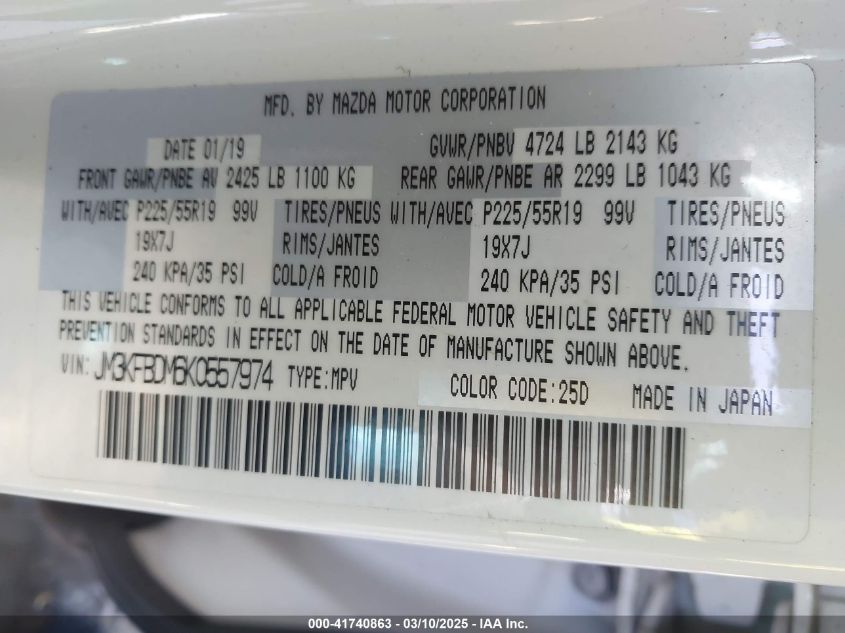 MFD. BY MAZDA MOTOR CORPORATION
DATE 01/19 GVWR/PNBV 4724 LB 2143 KG
FRONT GAWR/PNBE AV 2425 LB 1100 KG REAR GAWR/PNBE AR 2299 LB 1043 KG
WITH/AVEC P225/55R19 99V TIRES/PNEUS WITH/AVEC P225/55R19 99V TIRES/PNEUS
19X7J RIMS/JANTES 19X7J RIMS/JANTES
240 KPA/35 PSI COLD/A FROID 240 KPA/35 PSI COLD/A FROID
THIS VEHICLE CONFORMS TO ALL APPLICABLE FEDERAL MOTOR VEHICLE SAFETY AND THEFT
PREVENTION STANDARDS IN EFFECT ON THE DATE OF MANUFACTURE SHOWN ABOVE.
VIN: JM3KFBDM6K0557974 TYPE:MPV COLOR CODE:25D MADE IN JAPAN
000-41740863 - 03/10/2025 - IAA Inc.